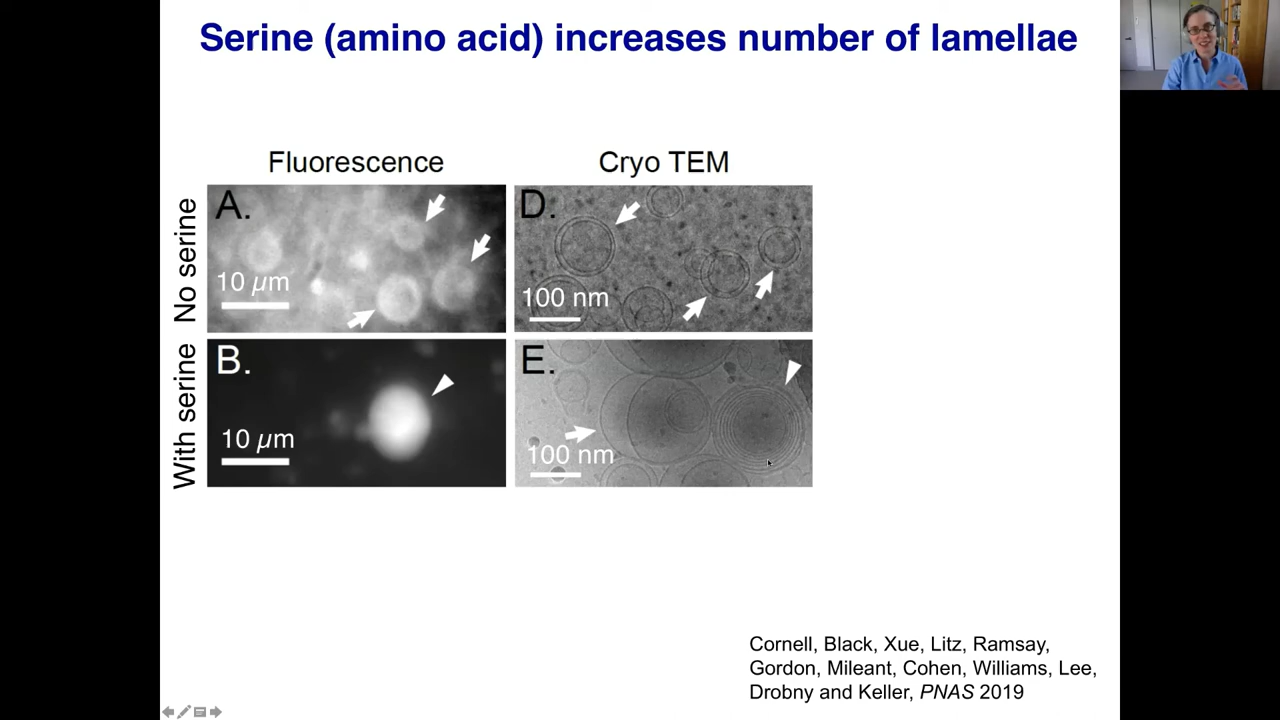 Serine (amino acid) increases number of lamellae
Fluorescence
Cryo TEM
No serine
A.
10 µm
D.
100 nm
With serine
B.
10 µm
E.
100 nm
Cornell, Black, Xue, Litz, Ramsay,
Gordon, Mileant, Cohen, Williams, Lee,
Drobny and Keller, PNAS 2019